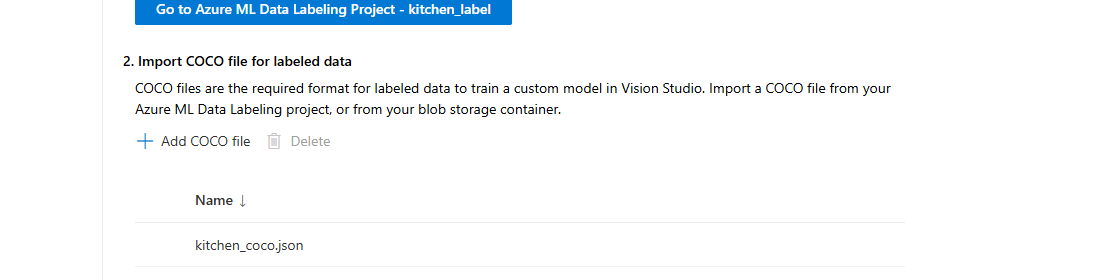 Go to Azure ML Data Labeling Project - kitchen_label
2. Import COCO file for labeled data
COCO files are the required format for labeled data to train a custom model in Vision Studio. Import a COCO file from your
Azure ML Data Labeling project, or from your blob storage container.
Add COCO file Delete
Name ↓
kitchen_coco.json